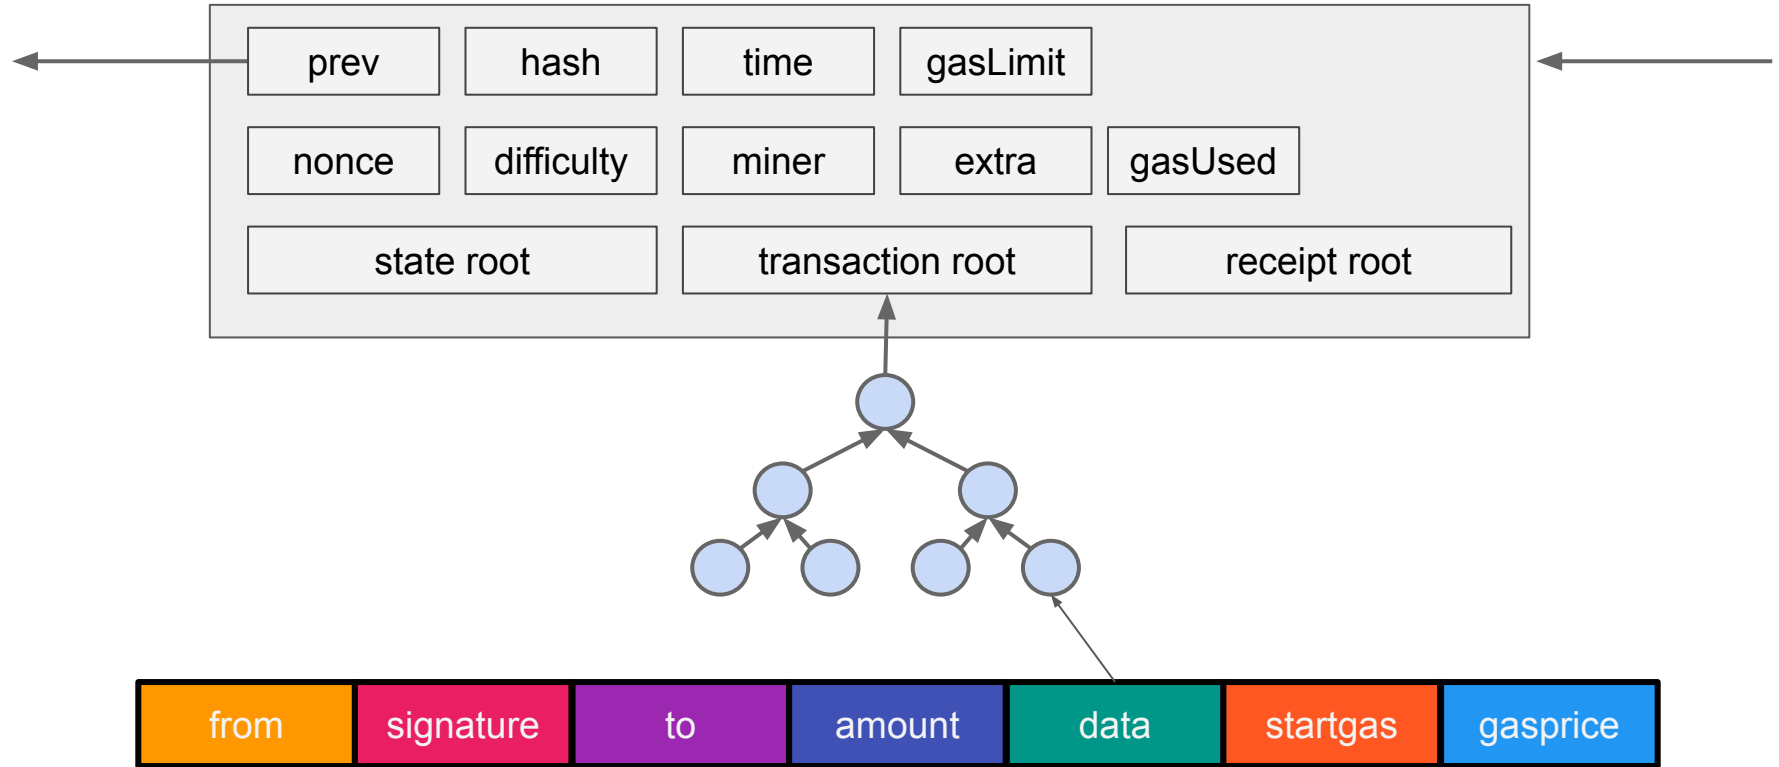 prev hash time gasLimit
nonce difficulty miner extra gasUsed
state root transaction root receipt root
from signature to amount data startgas gasprice